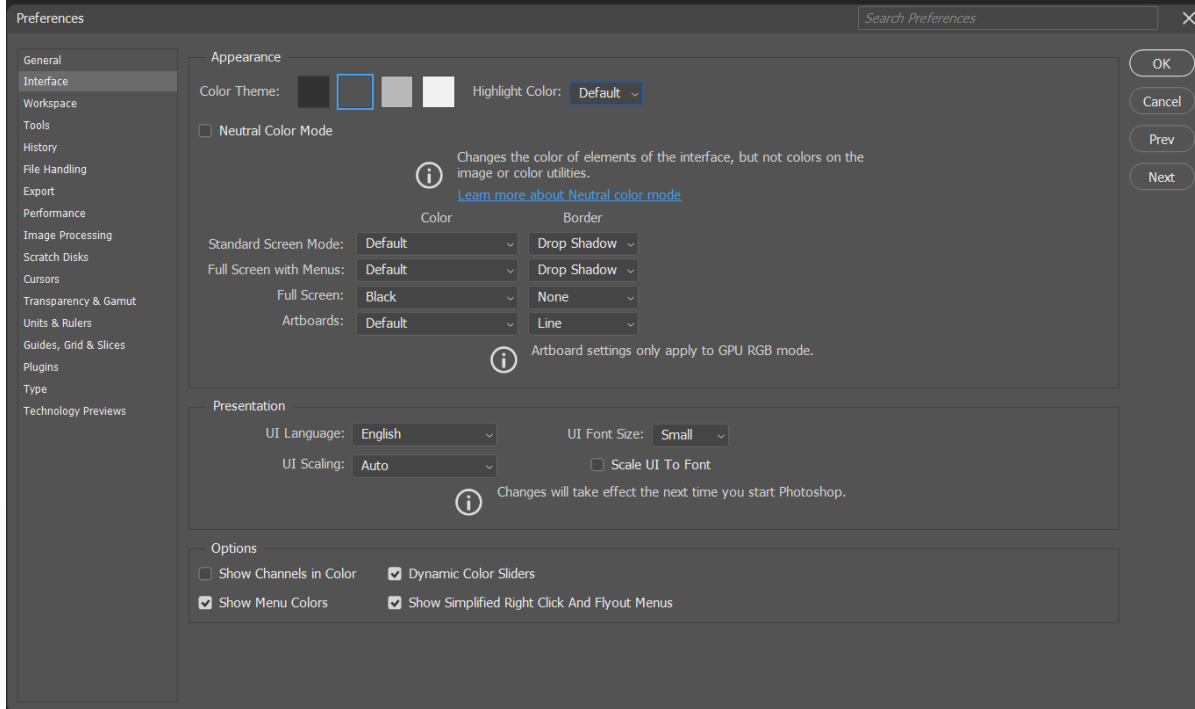 Preferences
Search Preferences
General
Interface
Workspace
Tools
History
File Handling
Export
Performance
Image Processing
Scratch Disks
Cursors
Transparency & Gamut
Units & Rulers
Guides, Grid & Slices
Plugins
Type
Technology Previews
Appearance
Color Theme:
Highlight Color: Default
Neutral Color Mode
Changes the color of elements of the interface, but not colors on the
image or color utilities.
Learn more about Neutral color mode
Color Border
Standard Screen Mode: Default Drop Shadow
Full Screen with Menus: Default Drop Shadow
Full Screen: Black None
Artboards: Default Line
Artboard settings only apply to GPU RGB mode.
Presentation
UI Language: English UI Font Size: Small
UI Scaling: Auto Scale UI To Font
Changes will take effect the next time you start Photoshop.
Options
Show Channels in Color Dynamic Color Sliders
Show Menu Colors Show Simplified Right Click And Flyout Menus
OK
Cancel
Prev
Next